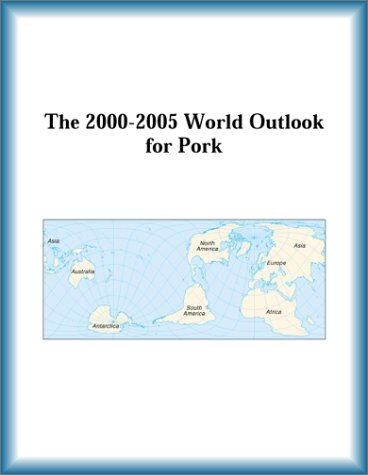 The 2000-2005 World Outlook
for Pork
Asia
North
America
Asia
Europe
Australia
South
America
Africa
Antarctica